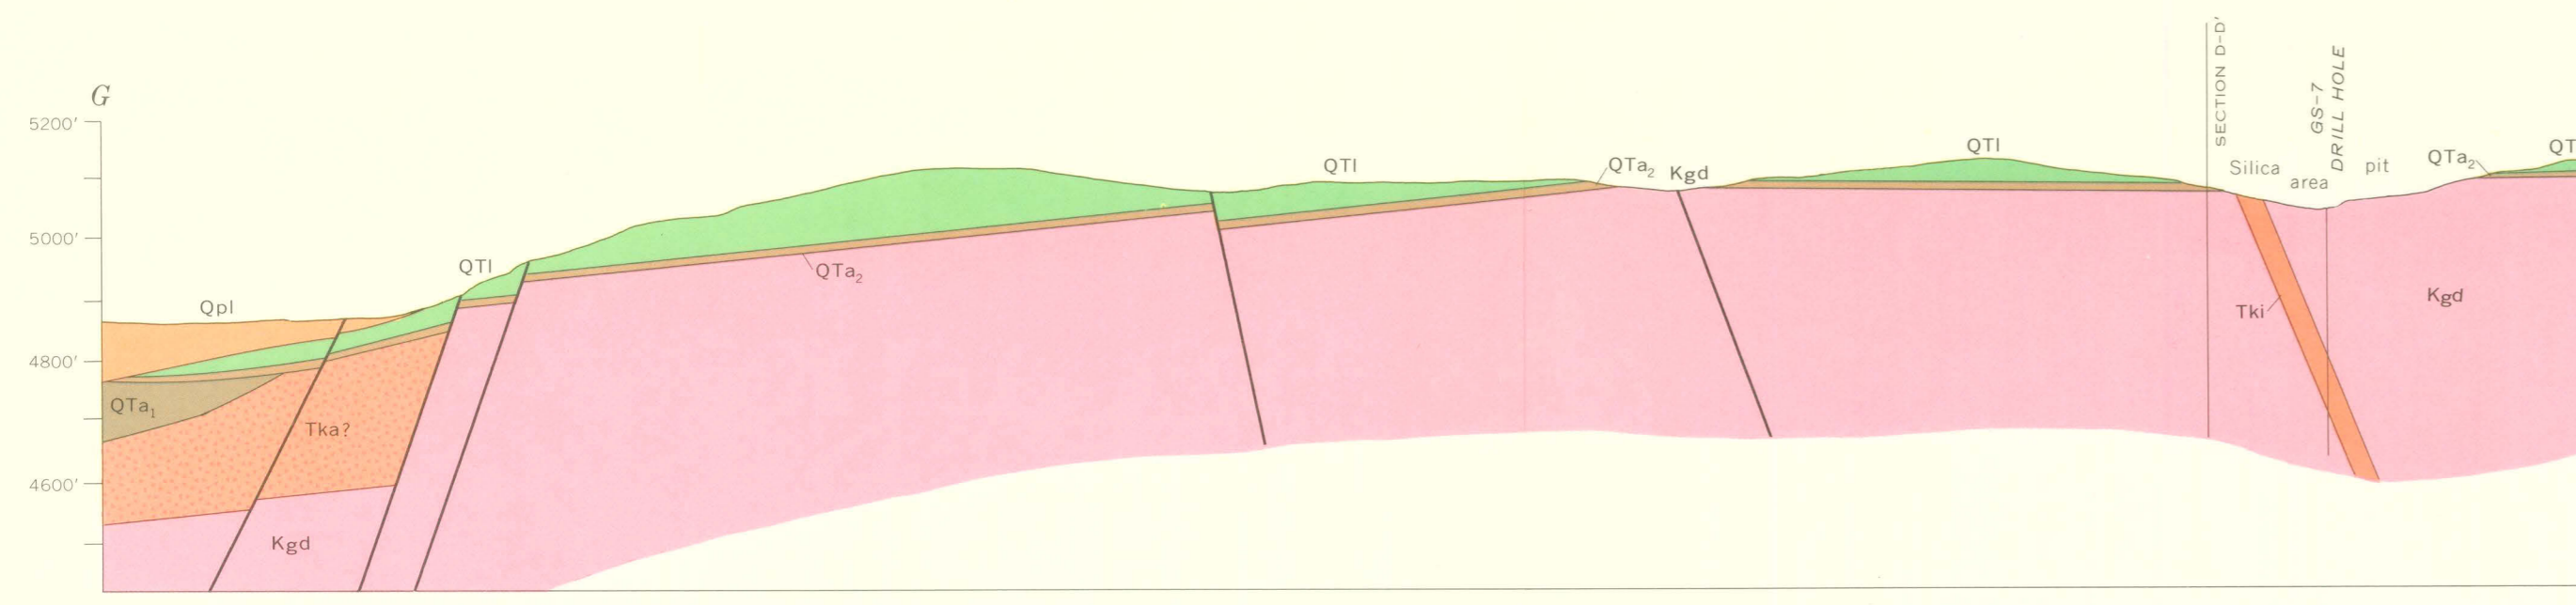 G
5200'
5000'
4800'
4600'
Qpl
QTa₁
Tka?
Kgd
QTl
QTa₂
QTl
QTa₂
Kgd
QTl
SECTION D-D'
Silica
area
pit
GS-7
DRILL HOLE
Tki
Kgd
QTa₂
QT